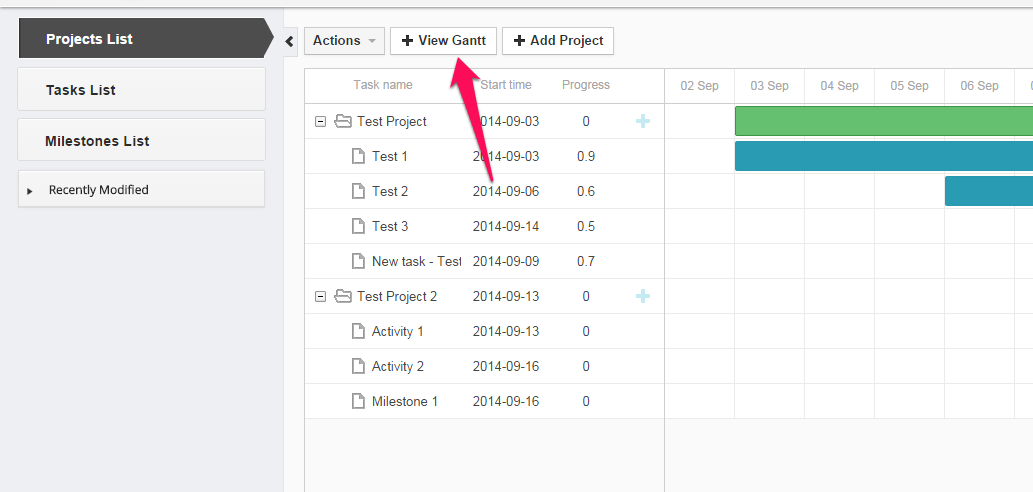 Projects List
Tasks List
Milestones List
Recently Modified
Actions View Gantt Add Project
Task name Start time Progress 02 Sep 03 Sep 04 Sep 05 Sep 06 Sep
Test Project 2014-09-03 0
Test 1 2014-09-03 0.9
Test 2 2014-09-06 0.6
Test 3 2014-09-14 0.5
New task - Test 2014-09-09 0.7
Test Project 2 2014-09-13 0
Activity 1 2014-09-13 0
Activity 2 2014-09-16 0
Milestone 1 2014-09-16 0